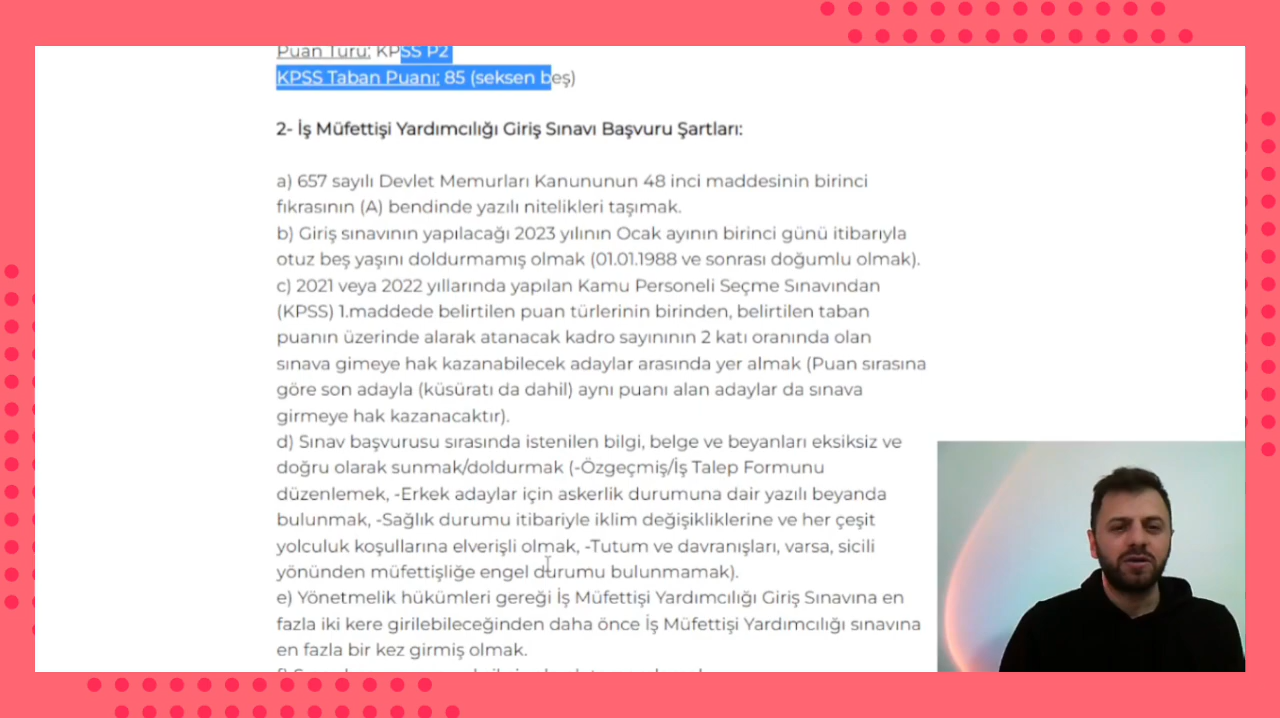 Puan Türü: KPSS P2
KPSS Taban Puanı: 85 (seksen beş)
2- İş Müfettişi Yardımcılığı Giriş Sınavı Başvuru Şartları:
a) 657 sayılı Devlet Memurları Kanununun 48 inci maddesinin birinci
fıkrasının (A) bendinde yazılı nitelikleri taşımak.
b) Giriş sınavının yapılacağı 2023 yılının Ocak ayının birinci günü itibarıyla
otuz beş yaşını doldurmamış olmak (01.01.1988 ve sonrası doğumlu olmak).
c) 2021 veya 2022 yıllarında yapılan Kamu Personeli Seçme Sınavından
(KPSS) 1.maddede belirtilen puan türlerinin birinden, belirtilen taban
puanın üzerinde alarak atanacak kadro sayınının 2 katı oranında olan
sınava gimeye hak kazanabilecek adaylar arasında yer almak (Puan sırasına
göre son adayla (küsüratı da dahil) aynı puanı alan adaylar da sınava
girmeye hak kazanacaktır).
d) Sınav başvurusu sırasında istenilen bilgi, belge ve beyanları eksiksiz ve
doğru olarak sunmak/doldurmak (-Özgeçmiş/İş Talep Formunu
düzenlemek, -Erkek adaylar için askerlik durumuna dair yazılı beyanda
bulunmak, -Sağlık durumu itibariyle iklim değişikliklerine ve her çeşit
yolculuk koşullarına elverişli olmak, -Tutum ve davranışları, varsa, sicili
yönünden müfettişliğe engel durumu bulunmamak).
e) Yönetmelik hükümleri gereği İş Müfettişi Yardımcılığı Giriş Sınavına en
fazla iki kere girilebileceğinden daha önce İş Müfettişi Yardımcılığı sınavına
en fazla bir kez girmiş olmak.